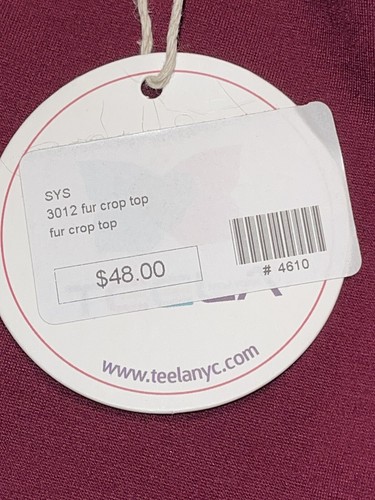 SYS
3012 fur crop top
fur crop top
$48.00
# 4610
www.teelanyc.com